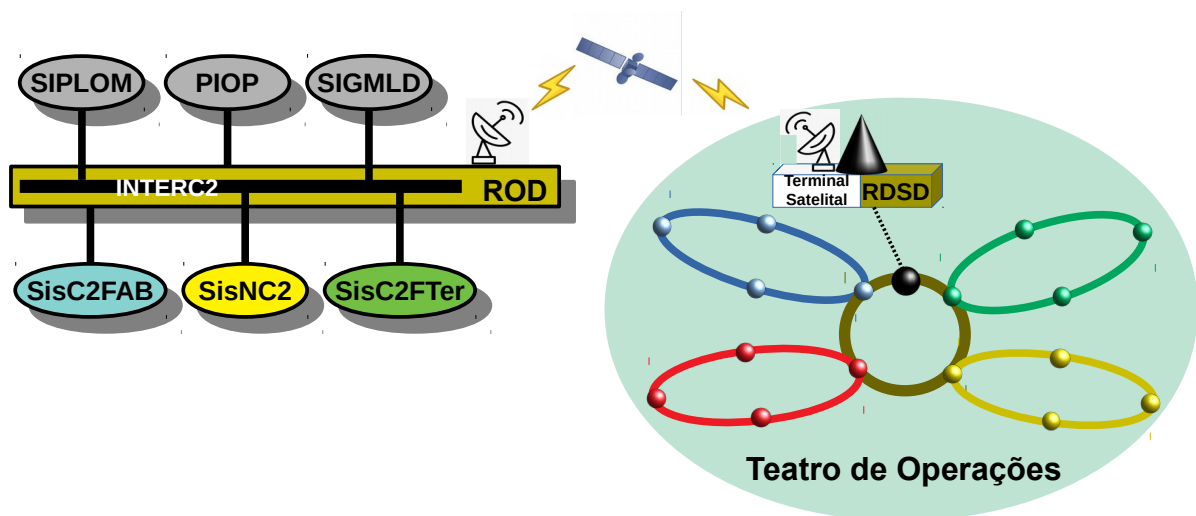 SIPLOM
PIOP
SIGMLD
INTERC2
ROD
SisC2FAB
SisNC2
SisC2FTer
Terminal
Satelital
RDSD
Teatro de Operações